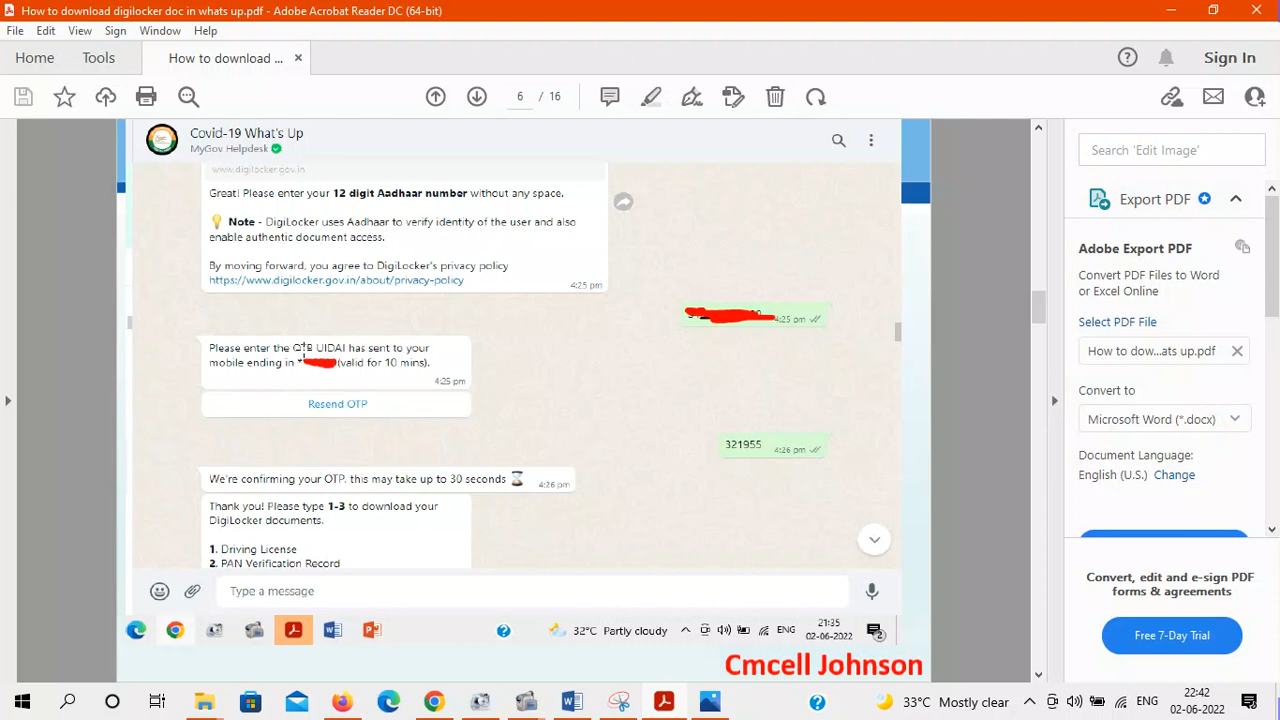 How to download digilocker doc in whats up.pdf - Adobe Acrobat Reader DC (64-bit)
File Edit View Sign Window Help
Home Tools How to download ... Sign In
6 / 16
Covid-19 What's Up
MyGov Helpdesk
www.digilocker.gov.in
Great! Please enter your 12 digit Aadhaar number without any space.
Note - DigiLocker uses Aadhaar to verify identity of the user and also
enable authentic document access.
By moving forward, you agree to DigiLocker's privacy policy
https://www.digilocker.gov.in/about/privacy-policy
4:25 pm
4:25 pm
Please enter the OTP UIDAI has sent to your
mobile ending in (valid for 10 mins).
4:25 pm
Resend OTP
321955 4:26 pm
We're confirming your OTP, this may take up to 30 seconds 4:26 pm
Thank you! Please type 1-3 to download your
DigiLocker documents.
1. Driving License
2. PAN Verification Record
Type a message
32°C Partly cloudy ENG 21:35
02-06-2022 2
Cmcell Johnson
Search 'Edit Image'
Export PDF
Adobe Export PDF
Convert PDF Files to Word
or Excel Online
Select PDF File
How to dow...ats up.pdf
Convert to
Microsoft Word (*.docx)
Document Language:
English (U.S.) Change
Convert, edit and e-sign PDF
forms & agreements
Free 7-Day Trial
33°C Mostly clear ENG 22:42
02-06-2022